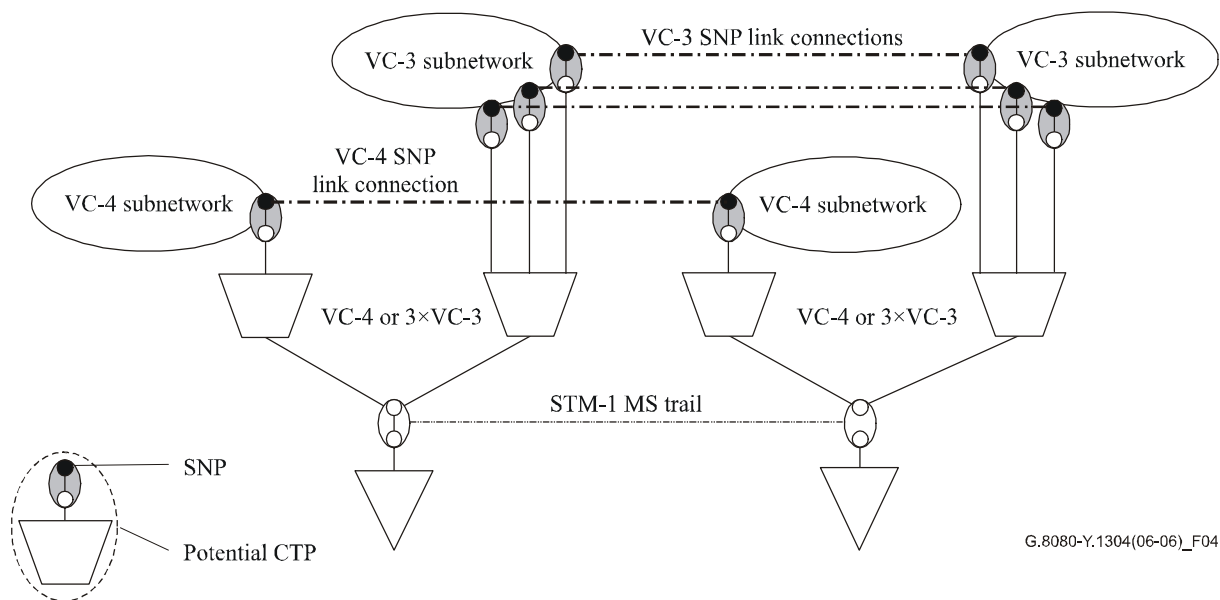 VC-3 SNP link connections
VC-3 subnetwork
VC-3 subnetwork
VC-4 SNP
link connection
VC-4 subnetwork
VC-4 subnetwork
VC-4 or 3×VC-3
VC-4 or 3×VC-3
STM-1 MS trail
SNP
Potential CTP
G.8080-Y.1304(06-06)_F04